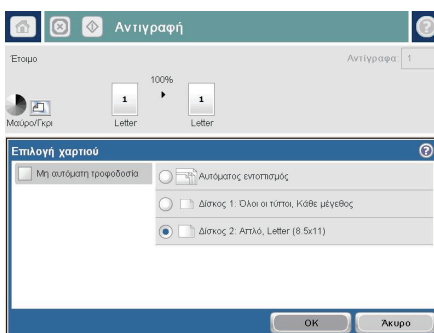 Αντιγραφή
Έτοιμο
Αντίγραφα: 1
100%
1
1
Μαύρο/Γκρι
Letter
Letter
Επιλογή χαρτιού
Μη αυτόματη τροφοδοσία
Αυτόματος εντοπισμός
Δίσκος 1: Όλοι οι τύποι, Κάθε μέγεθος
Δίσκος 2: Απλό, Letter (8.5x11)
OK
Άκυρο